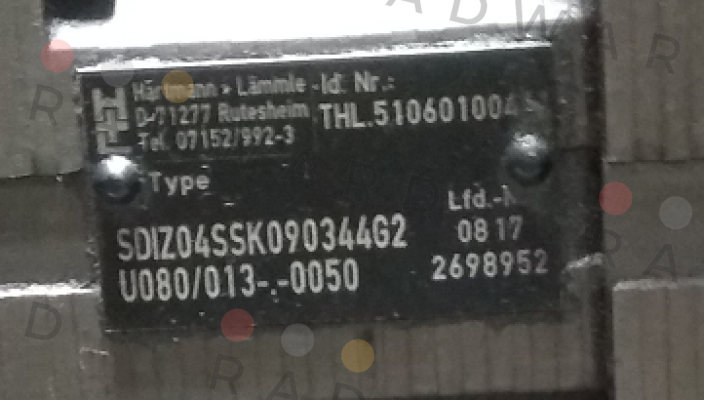 Hartmann + Lämmle - Id. Nr.:
D-71277 Rutesheim
THL.510601004
Tel. 07152/992-3
Type
Lfd.-N
SDIZ04SSK090344G2
08 17
U080/013-.-0050
2698952